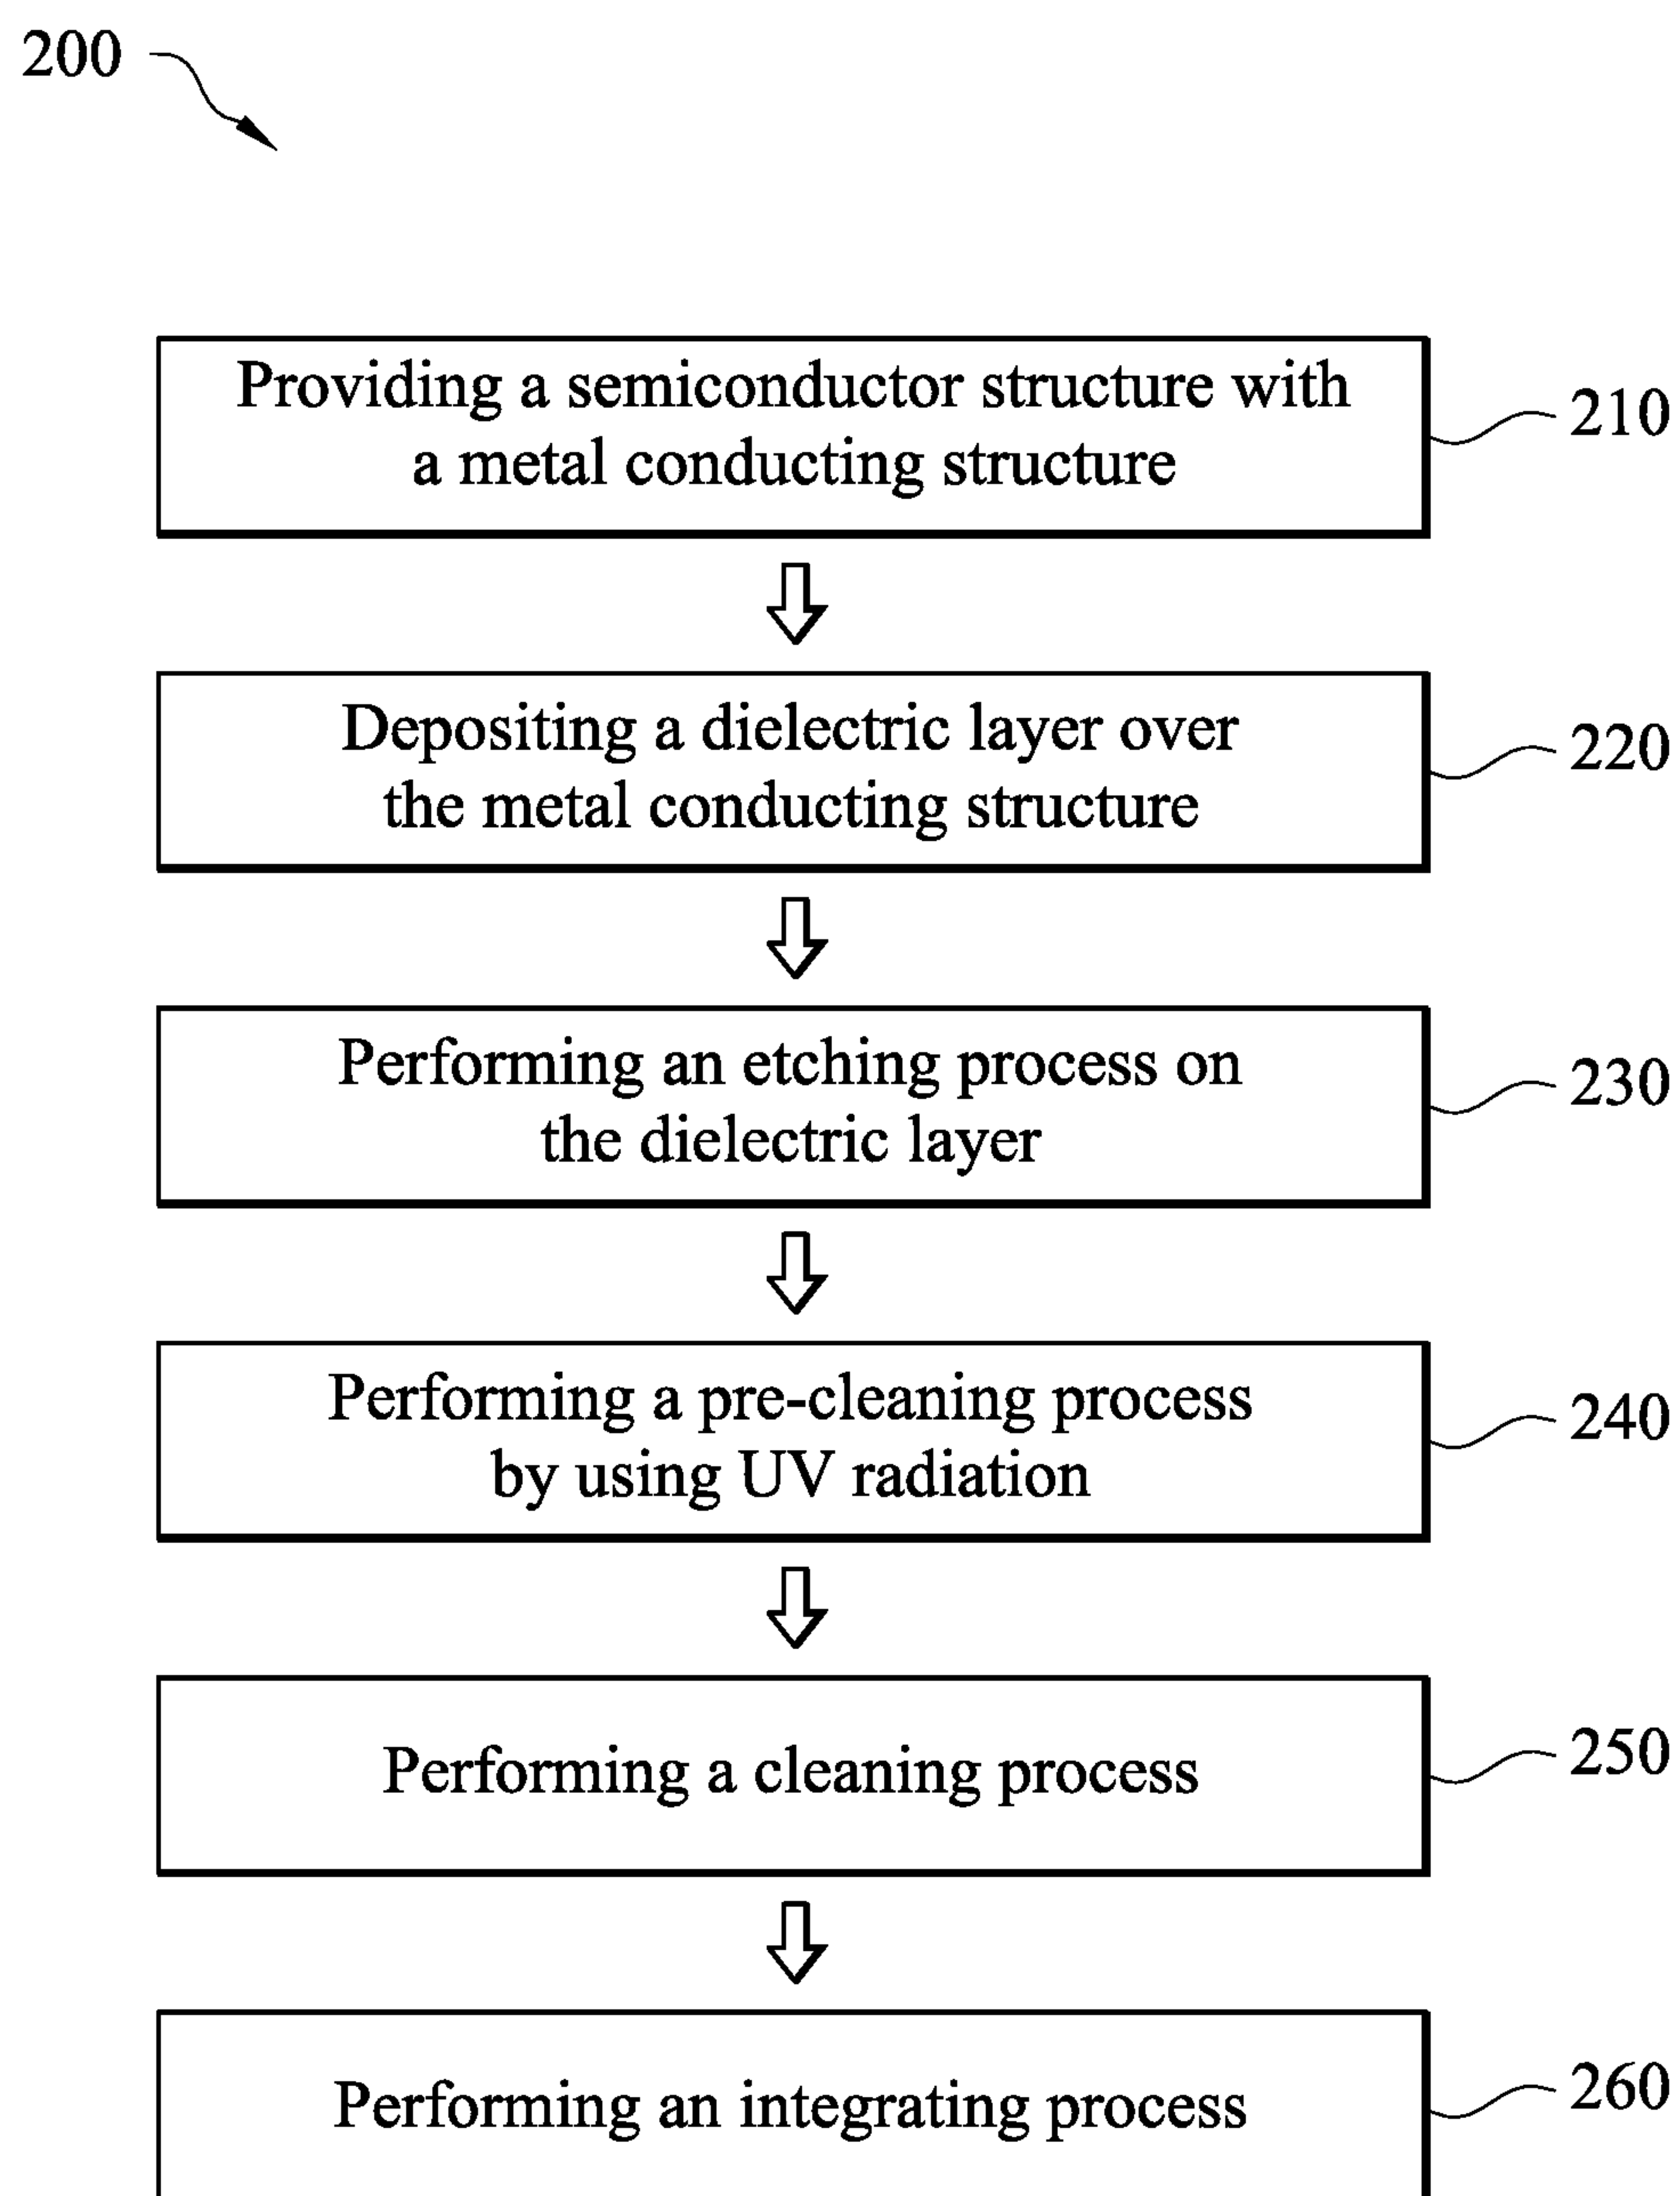 200
Providing a semiconductor structure with
a metal conducting structure
210
Depositing a dielectric layer over
the metal conducting structure
220
Performing an etching process on
the dielectric layer
230
Performing a pre-cleaning process
by using UV radiation
240
Performing a cleaning process
250
Performing an integrating process
260